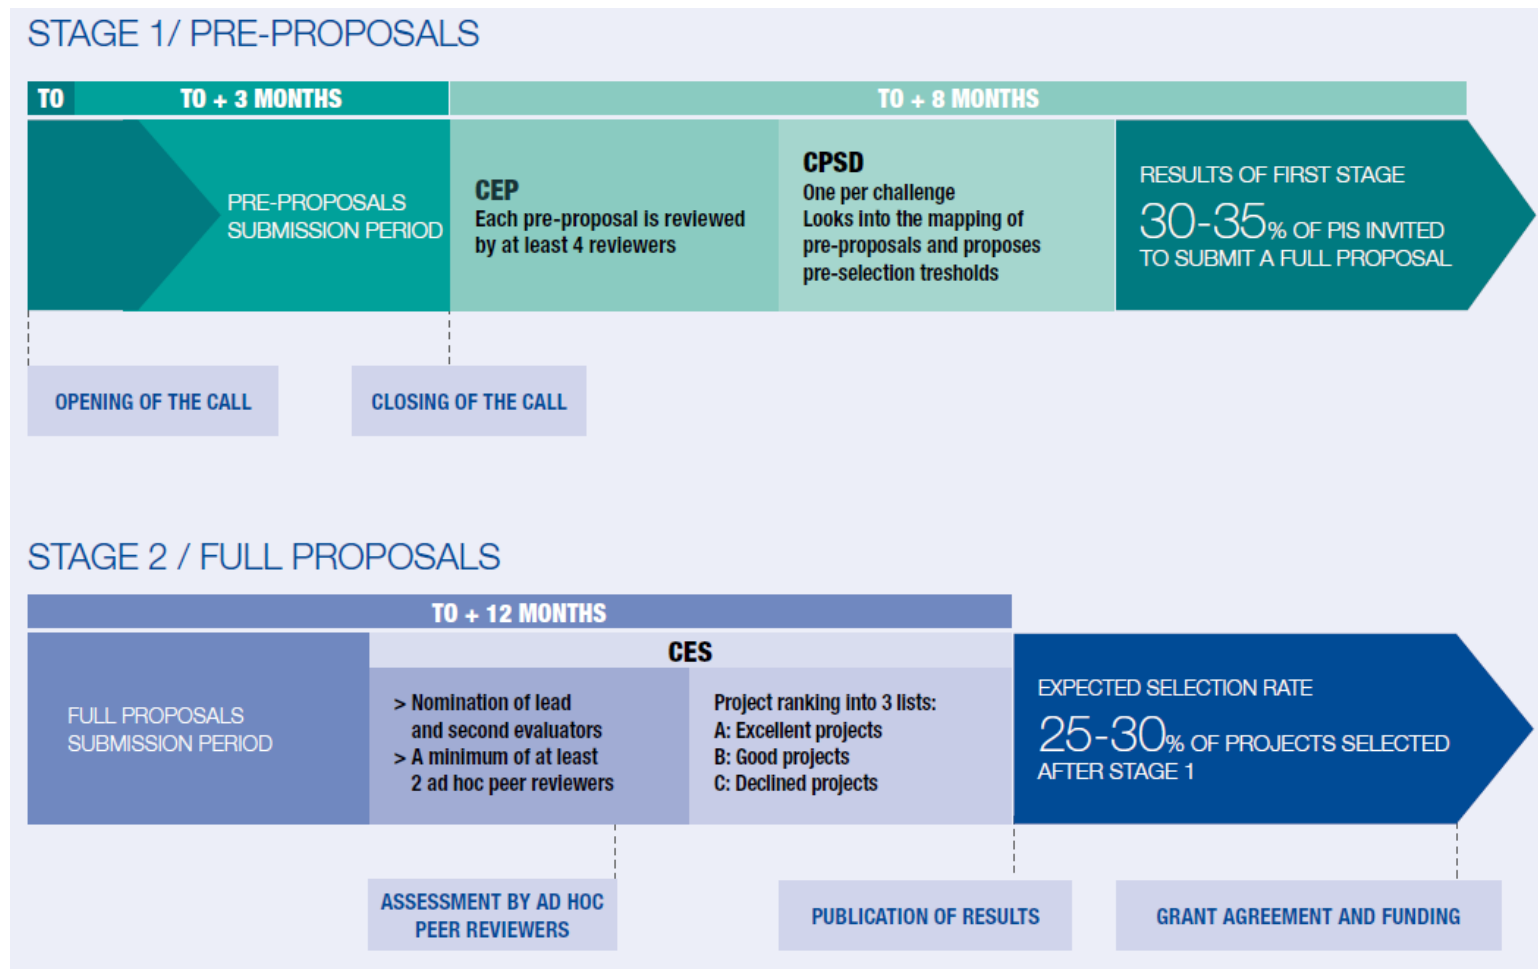 STAGE 1/ PRE-PROPOSALS
TO
TO + 3 MONTHS
TO + 8 MONTHS
PRE-PROPOSALS
SUBMISSION PERIOD
CEP
Each pre-proposal is reviewed
by at least 4 reviewers
CPSD
One per challenge
Looks into the mapping of
pre-proposals and proposes
pre-selection tresholds
RESULTS OF FIRST STAGE
30-35% OF PIS INVITED
TO SUBMIT A FULL PROPOSAL
OPENING OF THE CALL
CLOSING OF THE CALL
STAGE 2 / FULL PROPOSALS
TO + 12 MONTHS
FULL PROPOSALS
SUBMISSION PERIOD
CES
> Nomination of lead
and second evaluators
> A minimum of at least
2 ad hoc peer reviewers
Project ranking into 3 lists:
A: Excellent projects
B: Good projects
C: Declined projects
EXPECTED SELECTION RATE
25-30% OF PROJECTS SELECTED
AFTER STAGE 1
ASSESSMENT BY AD HOC
PEER REVIEWERS
PUBLICATION OF RESULTS
GRANT AGREEMENT AND FUNDING